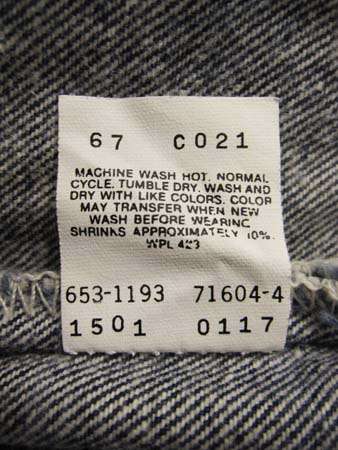 67 C021
MACHINE WASH HOT. NORMAL
CYCLE. TUMBLE DRY. WASH AND
DRY WITH LIKE COLORS. COLOR
MAY TRANSFER WHEN NEW
WASH BEFORE WEARING
SHRINKS APPROXIMATELY 10%.
WPL 423
653-1193 71604-4
1501 0117